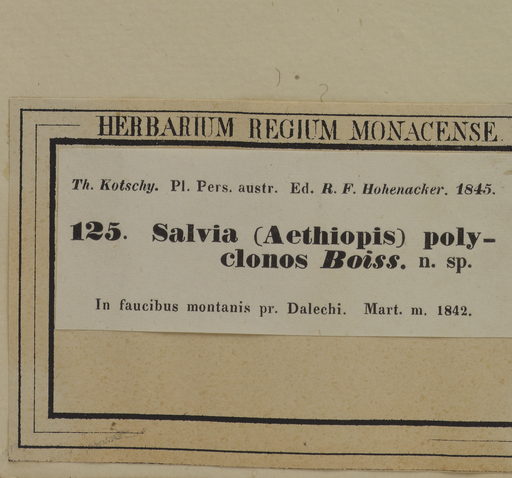 HERBARIUM REGIUM MONACENSE.
Th. Kotschy. Pl. Pers. austr. Ed. R. F. Hohenacker. 1845.
125. Salvia (Aethiopis) poly-
clonos Boiss. n. sp.
In faucibus montanis pr. Dalechi. Mart. m. 1842.